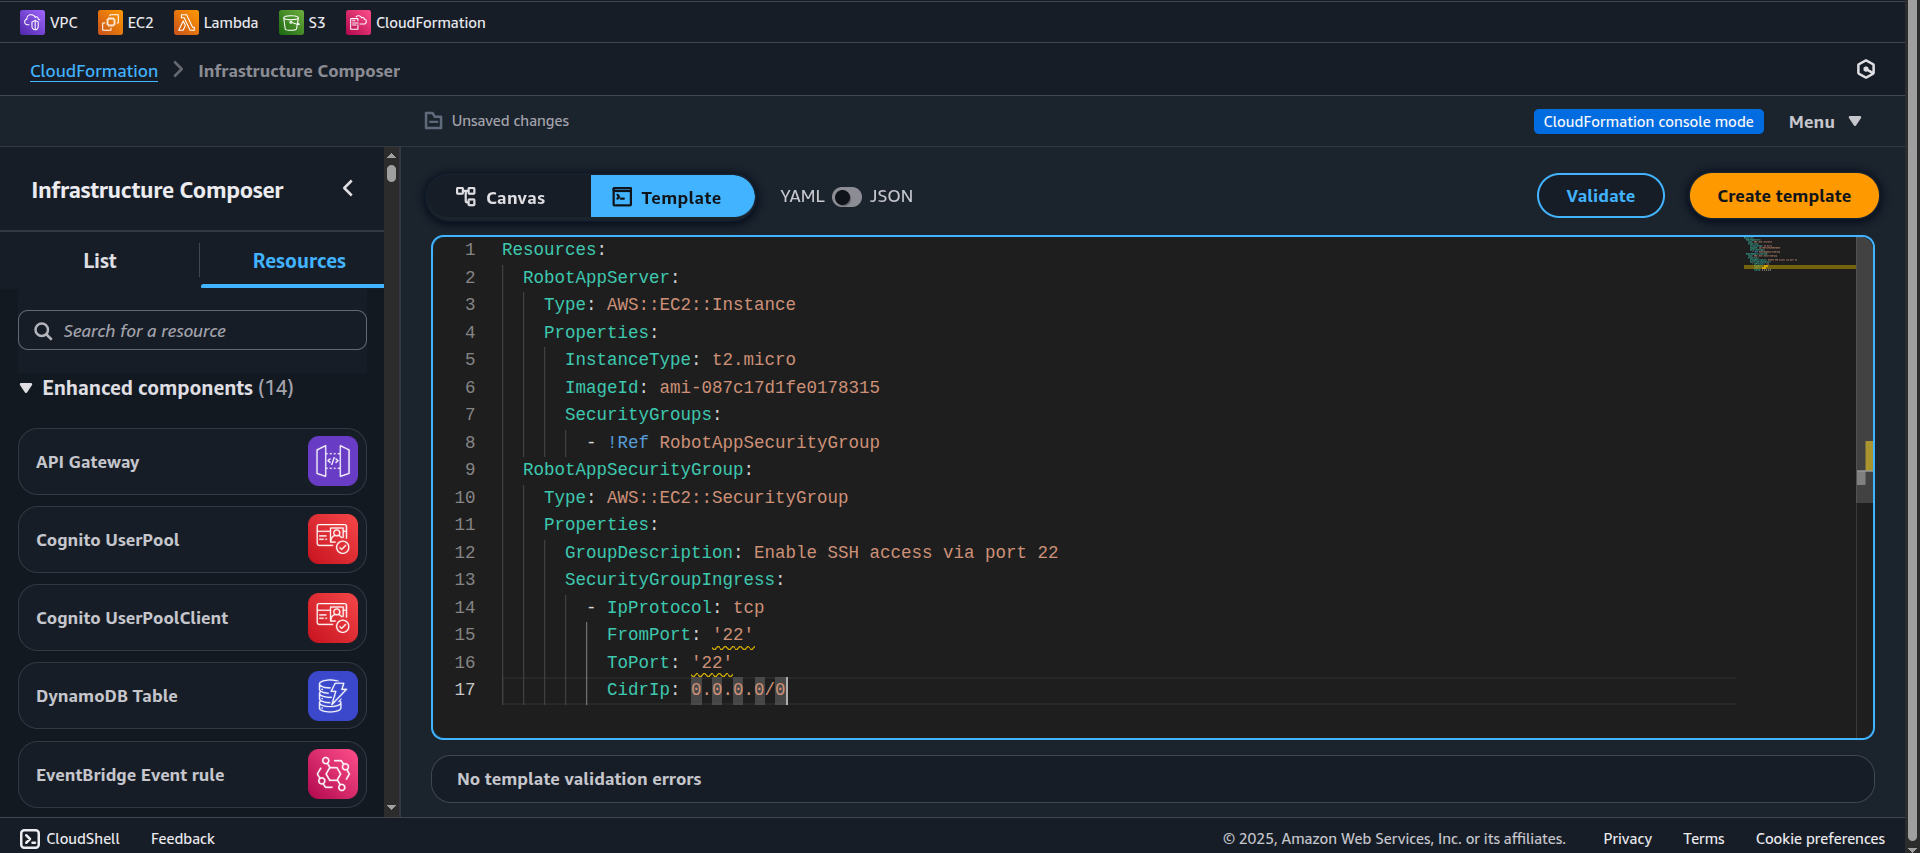 VPC EC2 Lambda S3 CloudFormation
CloudFormation Infrastructure Composer
Unsaved changes
CloudFormation console mode Menu
Infrastructure Composer
Canvas Template YAML JSON
Validate Create template
List Resources
Search for a resource
Enhanced components (14)
API Gateway
Cognito UserPool
Cognito UserPoolClient
DynamoDB Table
EventBridge Event rule
1 Resources:
2 RobotAppServer:
3 Type: AWS::EC2::Instance
4 Properties:
5 InstanceType: t2.micro
6 ImageId: ami-087c17d1fe0178315
7 SecurityGroups:
8 - !Ref RobotAppSecurityGroup
9 RobotAppSecurityGroup:
10 Type: AWS::EC2::SecurityGroup
11 Properties:
12 GroupDescription: Enable SSH access via port 22
13 SecurityGroupIngress:
14 - IpProtocol: tcp
15 FromPort: '22'
16 ToPort: '22'
17 CidrIp: 0.0.0.0/0
No template validation errors
CloudShell Feedback
© 2025, Amazon Web Services, Inc. or its affiliates. Privacy Terms Cookie preferences